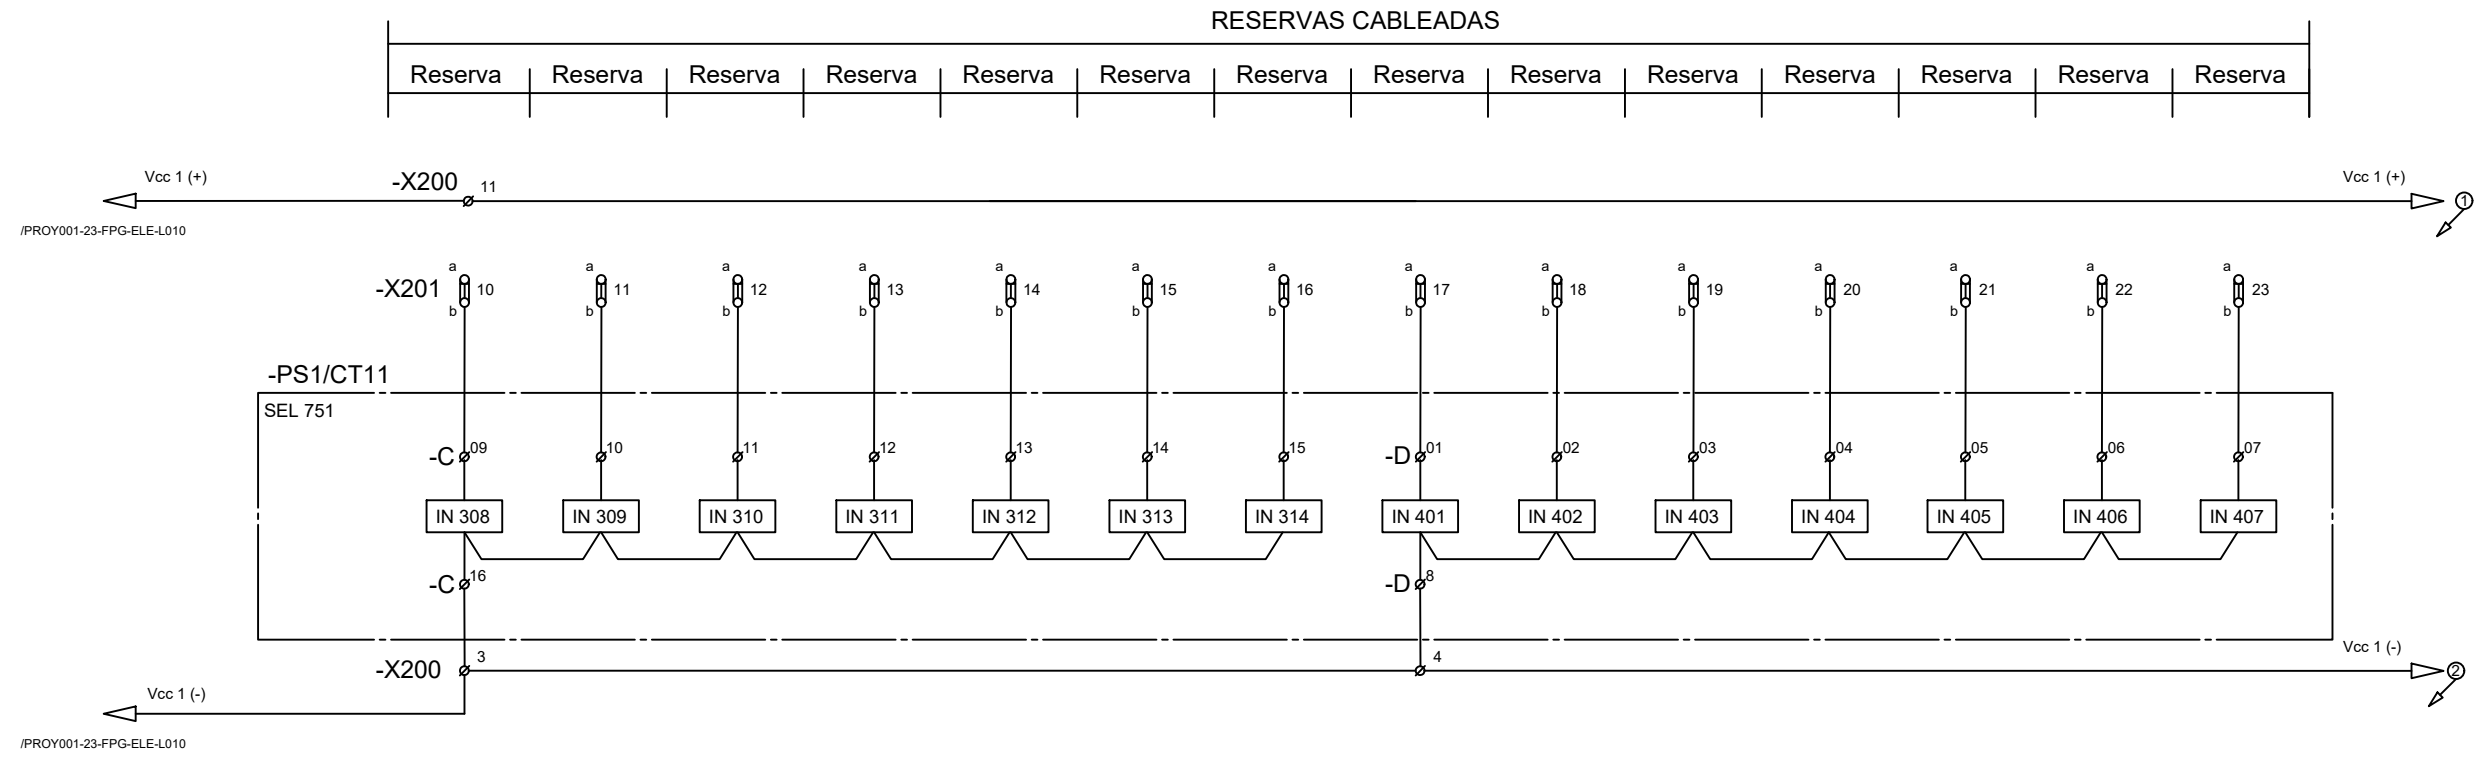 RESERVAS CABLEADAS
Reserva Reserva Reserva Reserva Reserva Reserva Reserva Reserva Reserva Reserva Reserva Reserva Reserva Reserva
Vcc 1 (+) -X200 11 Vcc 1 (+) 1
/PROY001-23-FPG-ELE-L010
a a a a a a a a a a a a a a
-X201 10 11 12 13 14 15 16 17 18 19 20 21 22 23
b b b b b b b b b b b b b b
-PS1/CT11
SEL 751
-C 09 10 11 12 13 14 15 -D 01 02 03 04 05 06 07
IN 308 IN 309 IN 310 IN 311 IN 312 IN 313 IN 314 IN 401 IN 402 IN 403 IN 404 IN 405 IN 406 IN 407
-C 16 -D 8
-X200 3 4 Vcc 1 (-) 2
Vcc 1 (-)
/PROY001-23-FPG-ELE-L010